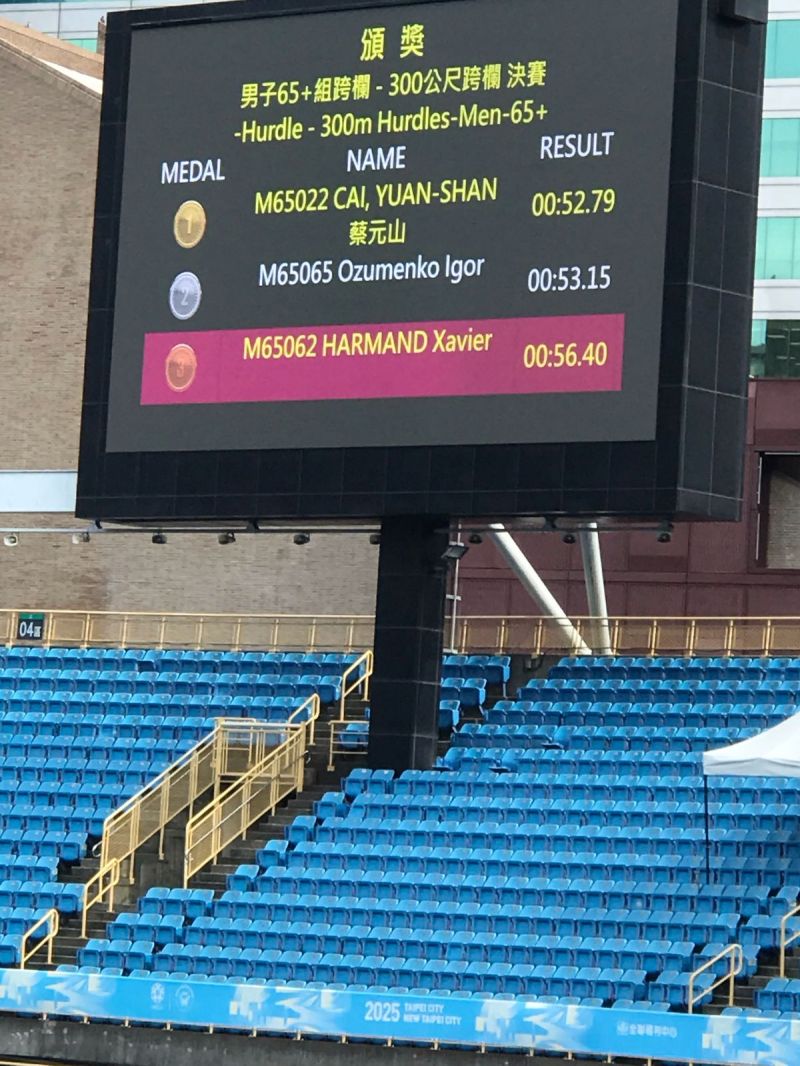 頒獎
男子65+組跨欄 - 300公尺跨欄 決賽
-Hurdle - 300m Hurdles-Men-65+
MEDAL NAME RESULT
1 M65022 CAI, YUAN-SHAN 00:52.79
蔡元山
2 M65065 Ozumenko Igor 00:53.15
3 M65062 HARMAND Xavier 00:56.40
04區
2025 TAIPEI CITY
NEW TAIPEI CITY